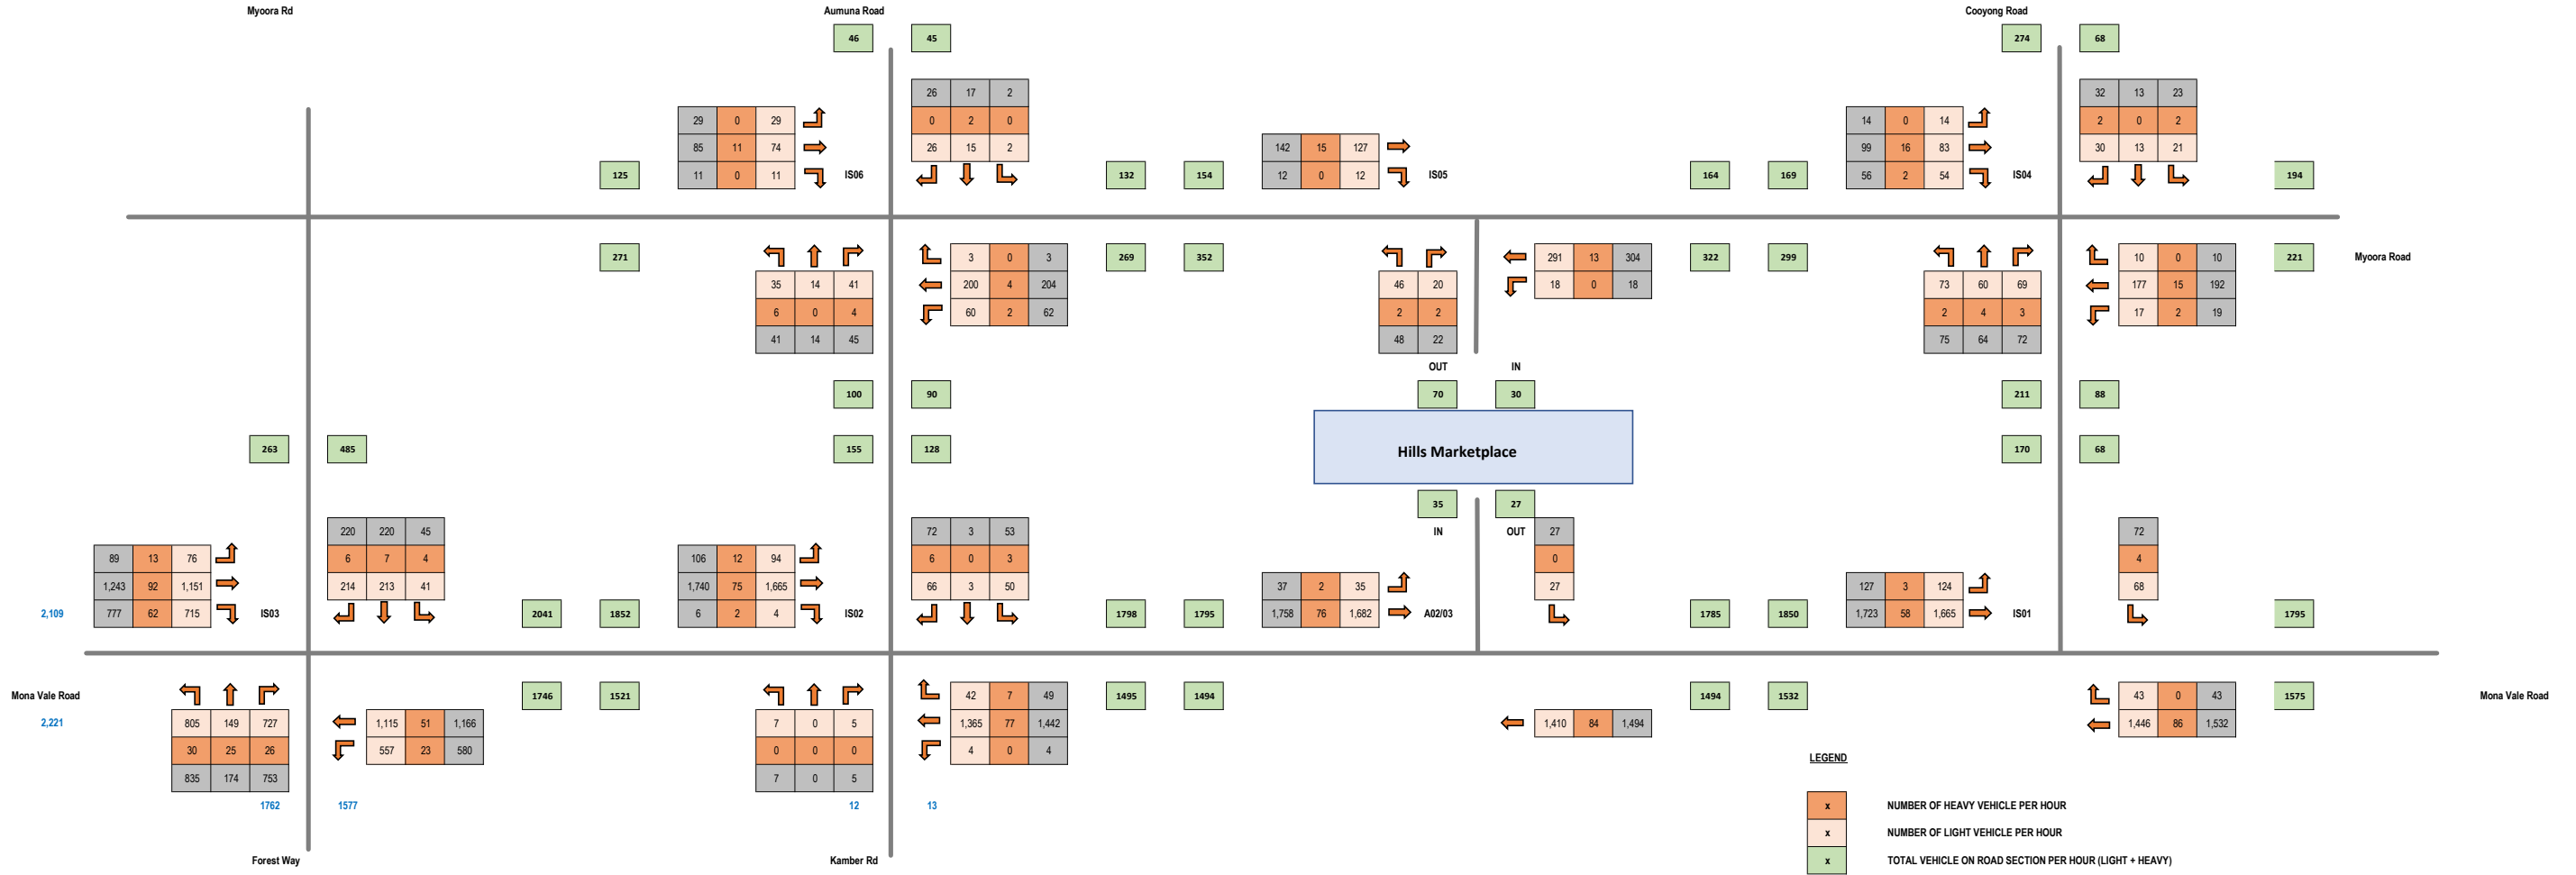 Myoora Rd Aumuna Road Cooyong Road
46 45 274 68
26 17 2 32 13 23
29 0 29 0 2 0 14 0 14 2 0 2
85 11 74 26 15 2 142 15 127 99 16 83 30 13 21
125 11 0 11 IS06 132 154 12 0 12 IS05 164 169 56 2 54 IS04 194
271 3 0 3 269 352 291 13 304 322 299 10 0 10 221 Myoora Road
35 14 41 200 4 204 46 20 18 0 18 73 60 69 177 15 192
6 0 4 60 2 62 2 2 2 4 3 17 2 19
41 14 45 48 22 75 64 72
OUT IN
100 90 70 30 211 88
263 485 155 128 Hills Marketplace 170 68
35 27
220 220 45 72 3 53 IN OUT 27 72
89 13 76 6 7 4 106 12 94 6 0 3 0 4
1,243 92 1,151 214 213 41 1,740 75 1,665 66 3 50 37 2 35 27 127 3 124 68
2,109 777 62 715 IS03 2041 1852 6 2 4 IS02 1798 1795 1,758 76 1,682 A02/03 1785 1850 1,723 58 1,665 IS01 1795
Mona Vale Road 1746 1521 42 7 49 1495 1494 1494 1532 43 0 43 1575 Mona Vale Road
2,221 805 149 727 1,115 51 1,166 7 0 5 1,365 77 1,442 1,410 84 1,494 1,446 86 1,532
30 25 26 557 23 580 0 0 0 4 0 4
LEGEND
835 174 753 7 0 5
1762 1577 12 13
x NUMBER OF HEAVY VEHICLE PER HOUR
x NUMBER OF LIGHT VEHICLE PER HOUR
Forest Way Kamber Rd
x TOTAL VEHICLE ON ROAD SECTION PER HOUR (LIGHT + HEAVY)